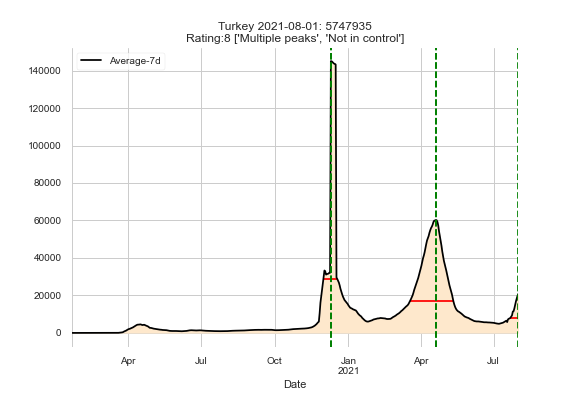 Turkey 2021-08-01: 5747935
Rating:8 ['Multiple peaks', 'Not in control']
Average-7d
140000
120000
100000
80000
60000
40000
20000
0
Apr Jul Oct Jan Apr Jul
2021
Date